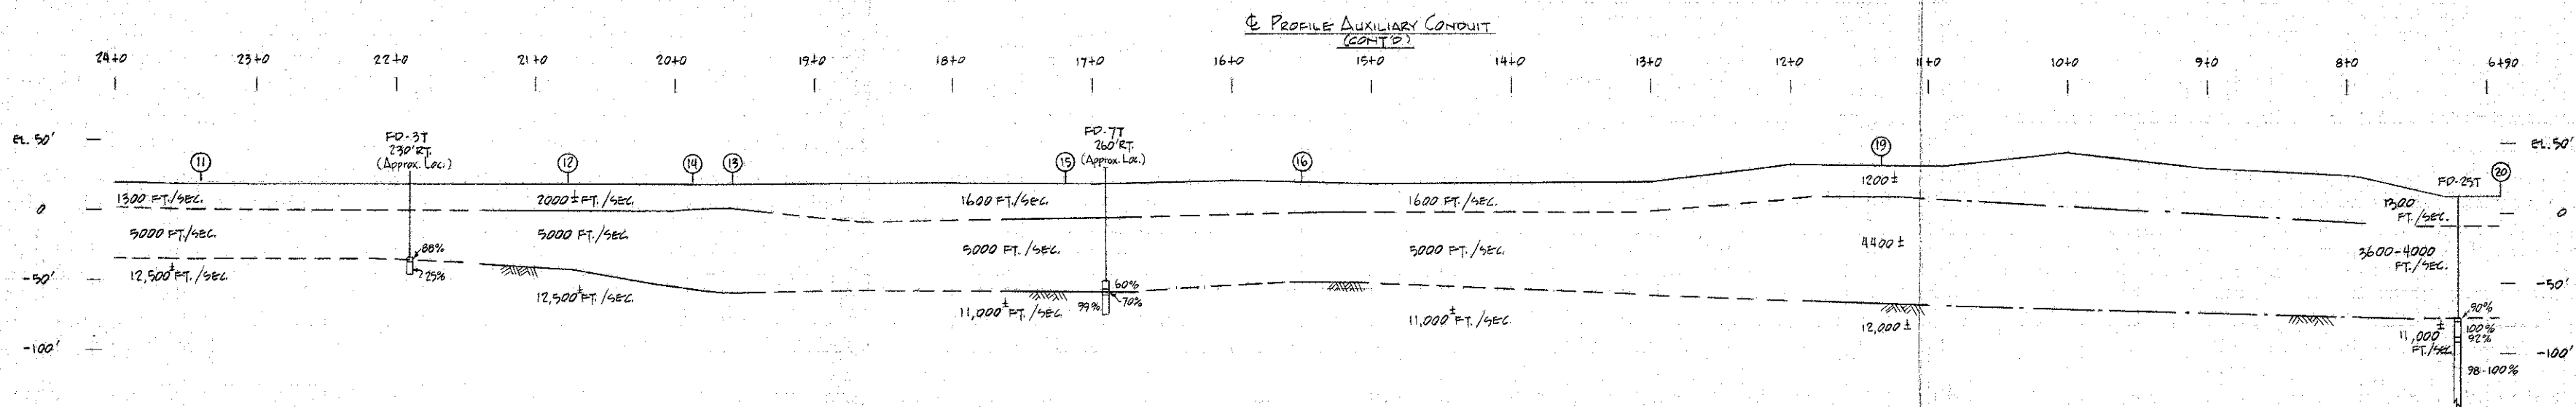 ℄ PROFILE AUXILIARY CONDUIT
(CONT'D)
24+0 23+0 22+0 21+0 20+0 19+0 18+0 17+0 16+0 15+0 14+0 13+0 12+0 11+0 10+0 9+0 8+0 6+90
EL. 50'
FD-3T
230' RT.
(Approx. Loc.)
FD-7T
260' RT.
(Approx. Loc.)
EL. 50'
11
12
14
13
15
16
19
20
FD-25T
1300 FT./SEC.
2000± FT./SEC.
1600 FT./SEC.
1600 FT./SEC.
1200±
1300
FT./SEC.
0
0
5000 FT./SEC.
5000 FT./SEC.
5000 FT./SEC.
5000 FT./SEC.
4400±
3600-4000
FT./SEC.
88%
25%
-50'
12,500± FT./SEC.
12,500± FT./SEC.
11,000± FT./SEC.
60%
70%
99%
11,000± FT./SEC.
12,000±
-50'
90%
100%
92%
11,000±
FT./SEC.
98-100%
-100'
-100'